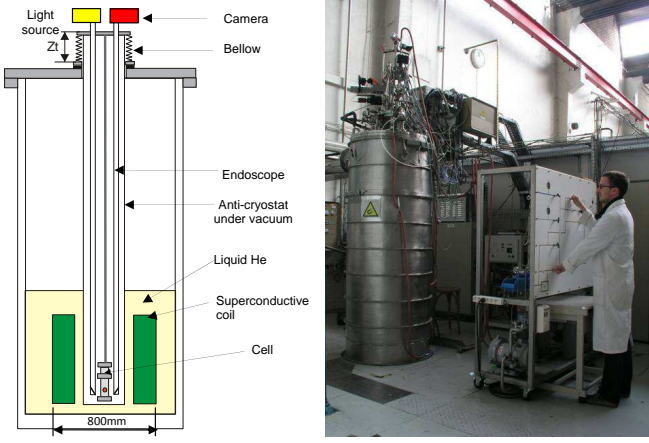 Light
source
Zt
Camera
Bellow
Endoscope
Anti-cryostat
under vacuum
Liquid He
Superconductive
coil
Cell
800mm